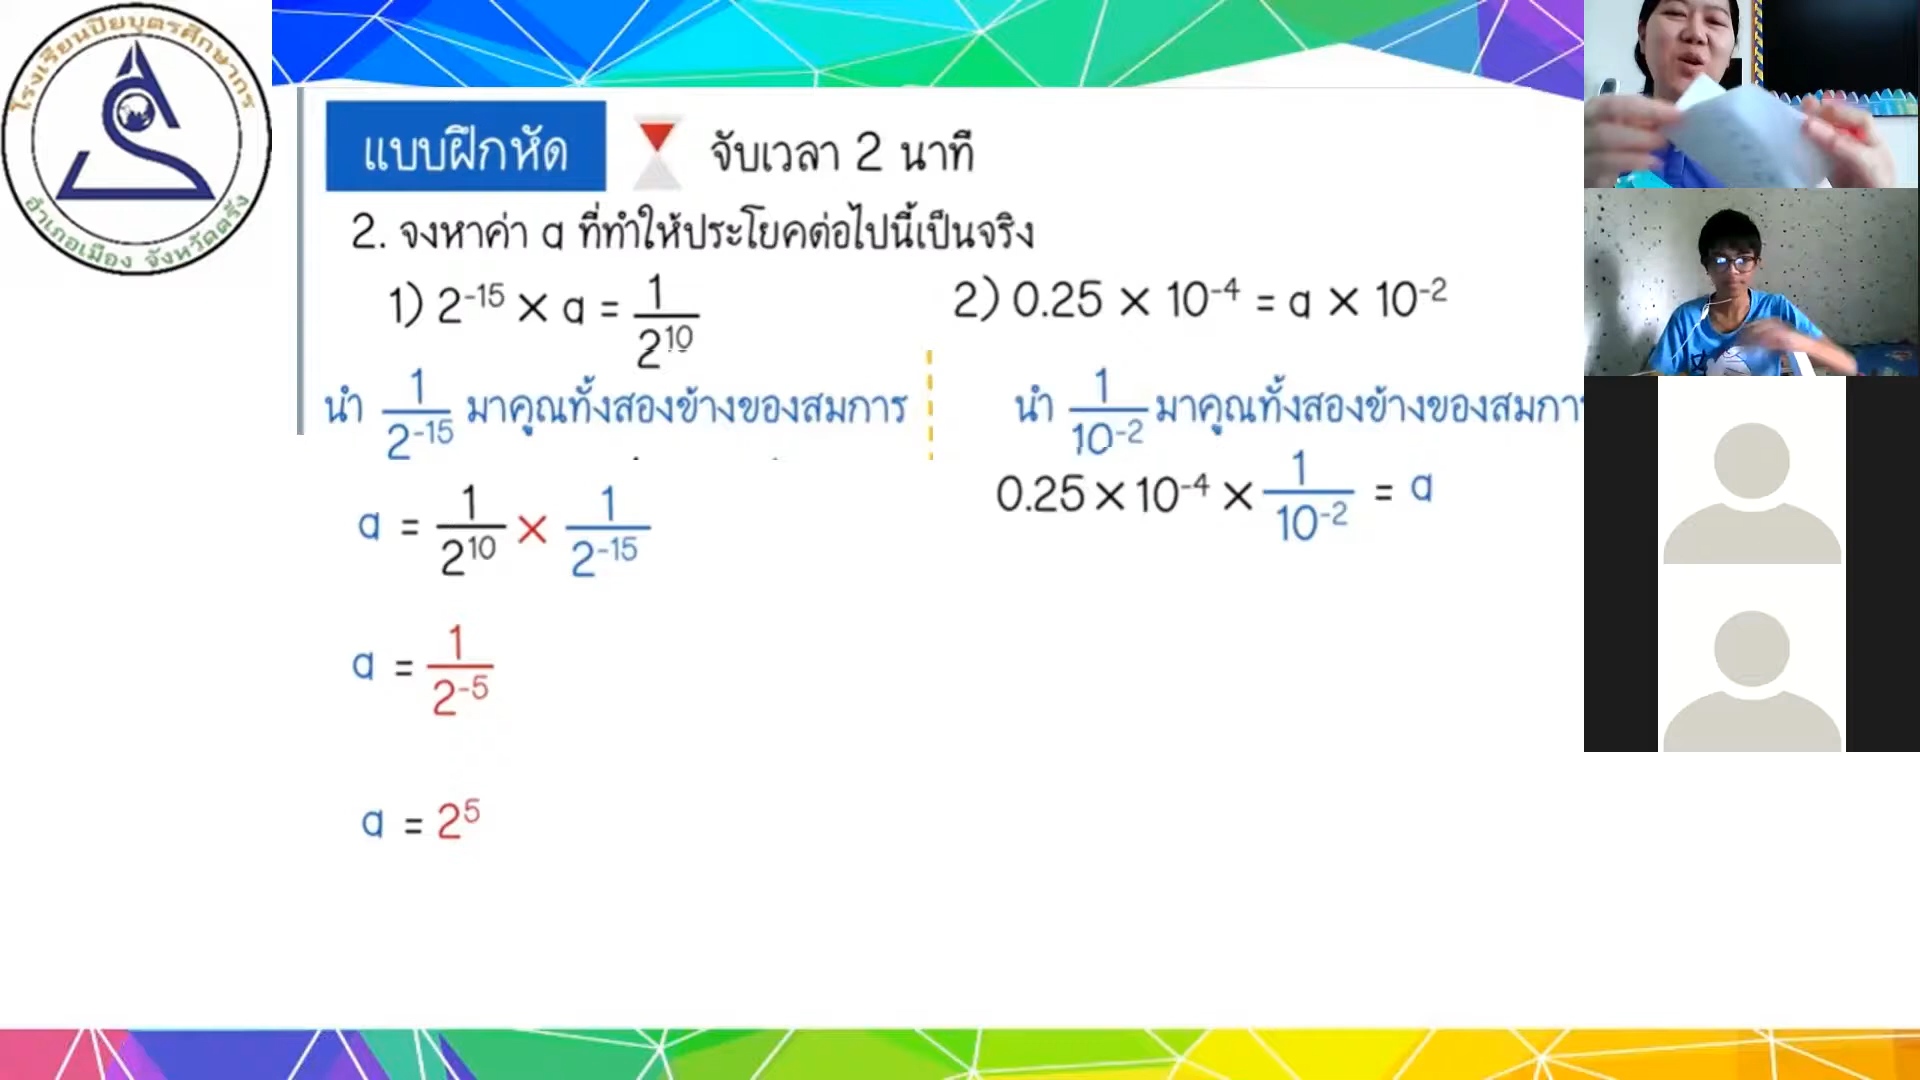 โรงเรียนปิยบุตรศึกษากร
อำเภอเมือง จังหวัดตรัง
แบบฝึกหัด จับเวลา 2 นาที
2. จงหาค่า a ที่ทำให้ประโยคต่อไปนี้เป็นจริง
1) 2⁻¹⁵ × a = 1/2¹⁰
นำ 1/2⁻¹⁵ มาคูณทั้งสองข้างของสมการ
a = 1/2¹⁰ × 1/2⁻¹⁵
a = 1/2⁻⁵
a = 2⁵
2) 0.25 × 10⁻⁴ = a × 10⁻²
นำ 1/10⁻² มาคูณทั้งสองข้างของสมกา
0.25 × 10⁻⁴ × 1/10⁻² = a